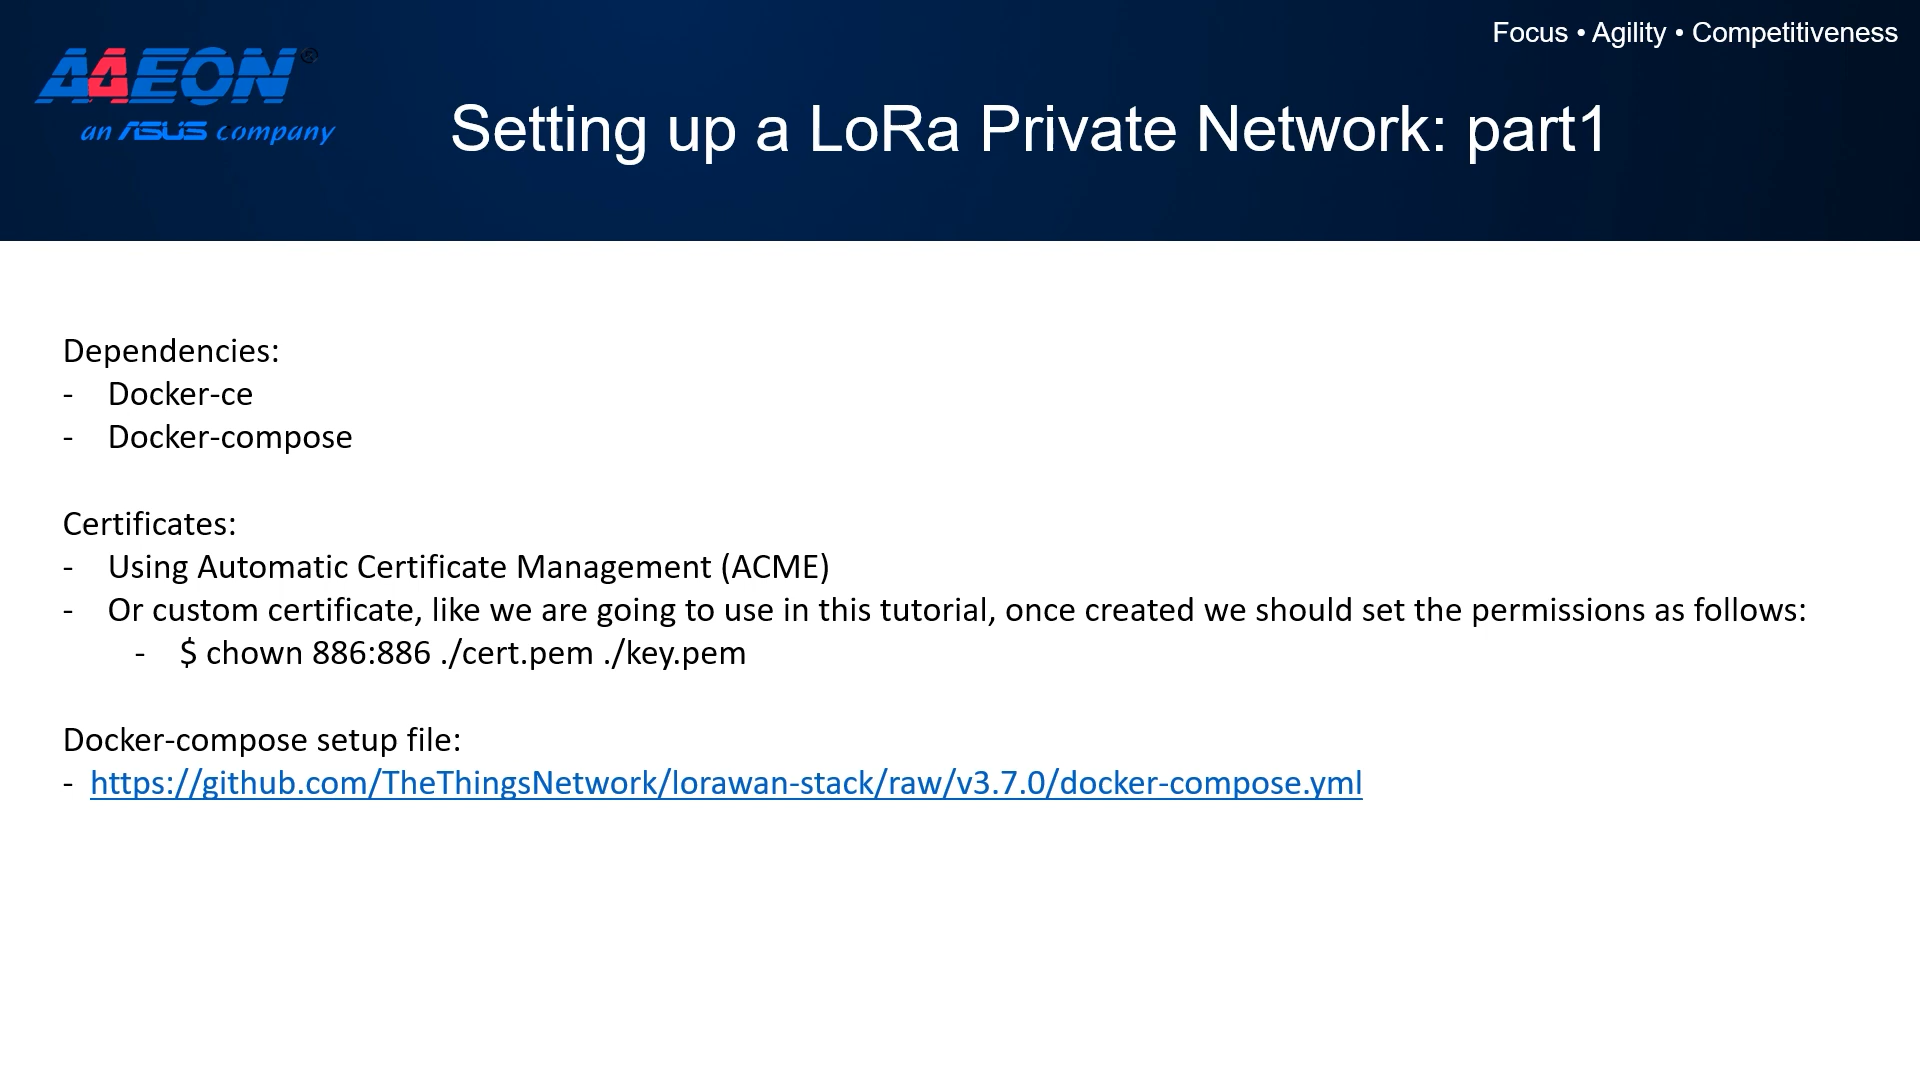 Focus • Agility • Competitiveness
AAEON®
an ASUS company
Setting up a LoRa Private Network: part1
Dependencies:
- Docker-ce
- Docker-compose
Certificates:
- Using Automatic Certificate Management (ACME)
- Or custom certificate, like we are going to use in this tutorial, once created we should set the permissions as follows:
- $ chown 886:886 ./cert.pem ./key.pem
Docker-compose setup file:
- https://github.com/TheThingsNetwork/lorawan-stack/raw/v3.7.0/docker-compose.yml